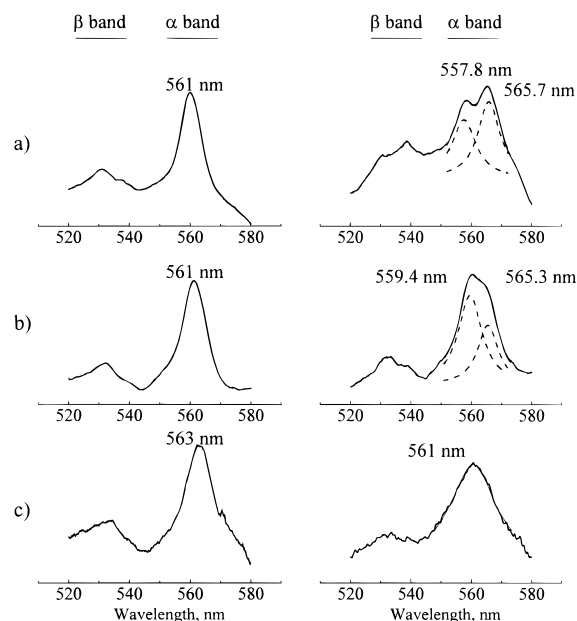 β band α band β band α band
561 nm
557.8 nm
565.7 nm
a)
520 540 560 580 520 540 560 580
561 nm
559.4 nm 565.3 nm
b)
520 540 560 580 520 540 560 580
563 nm
561 nm
c)
520 540 560 580 520 540 560 580
Wavelength, nm Wavelength, nm